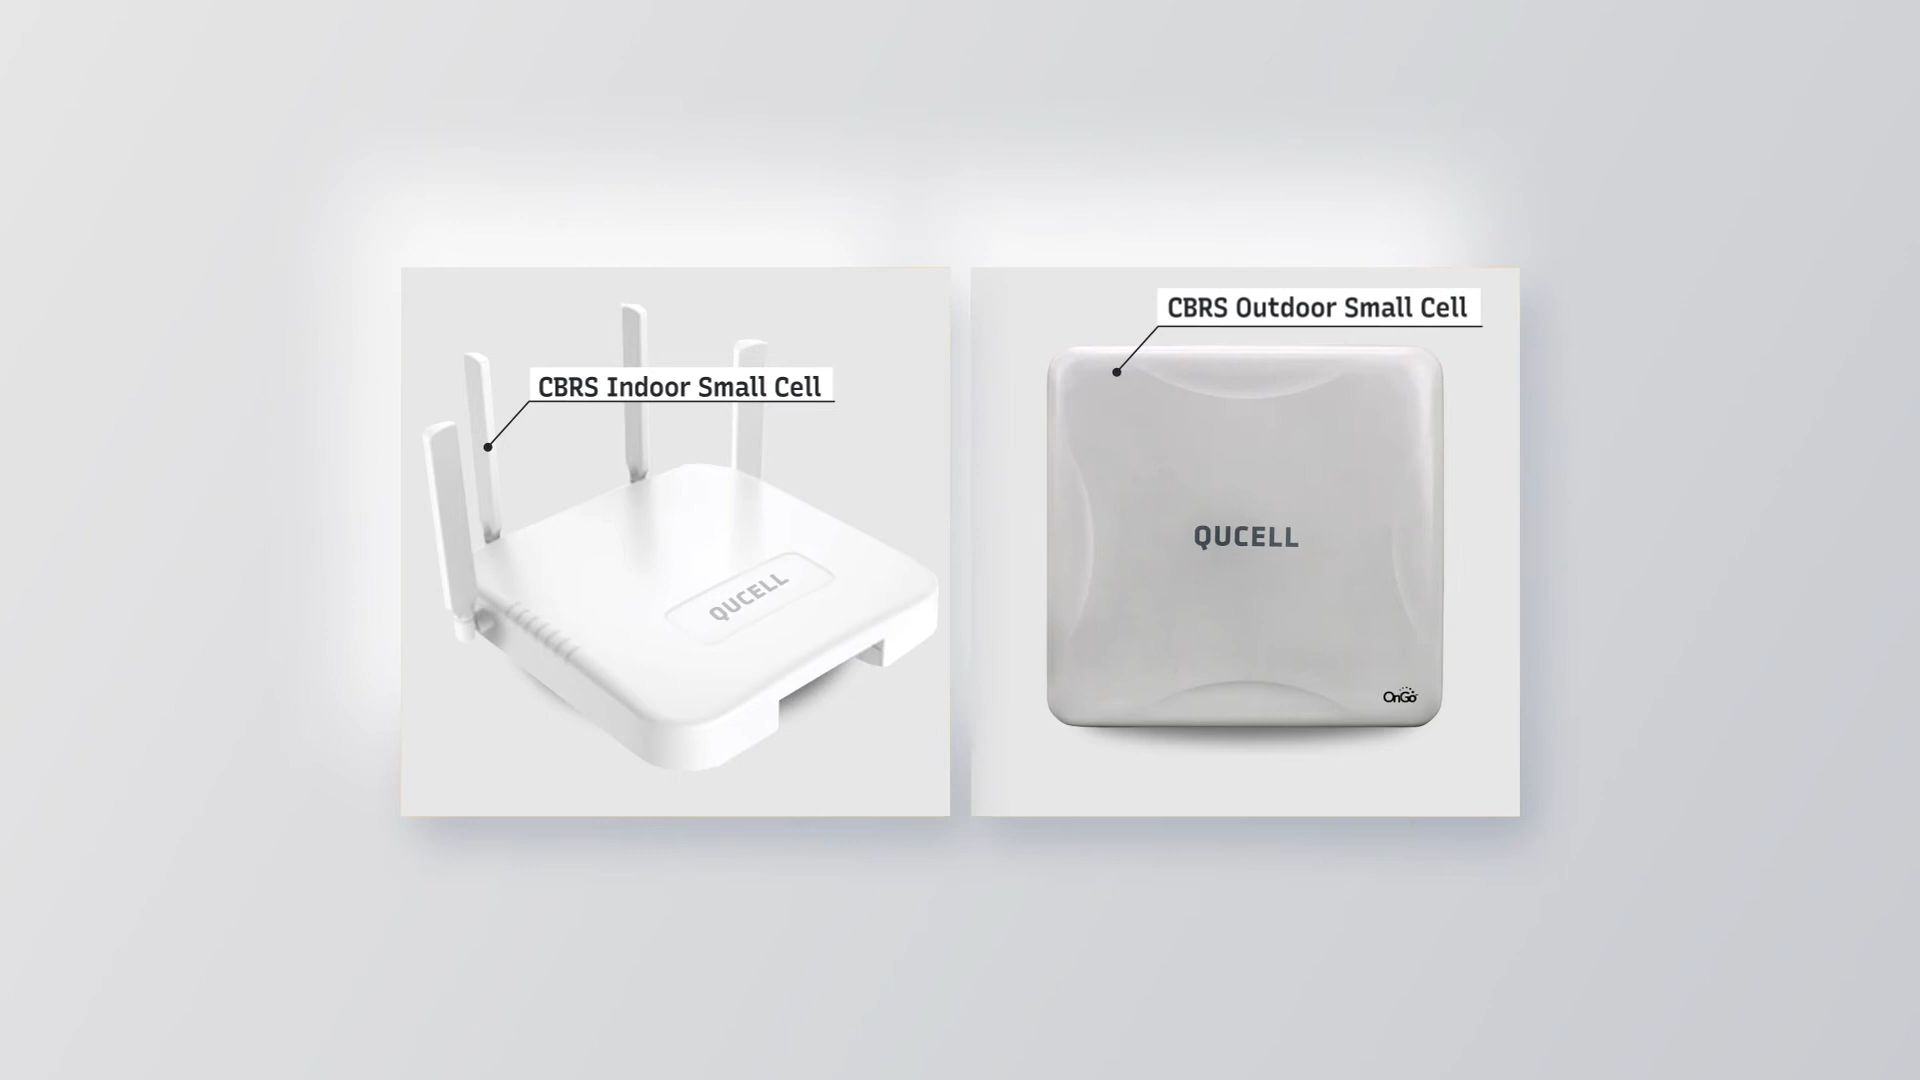 CBRS Indoor Small Cell
QUCELL
CBRS Outdoor Small Cell
QUCELL
OnGo